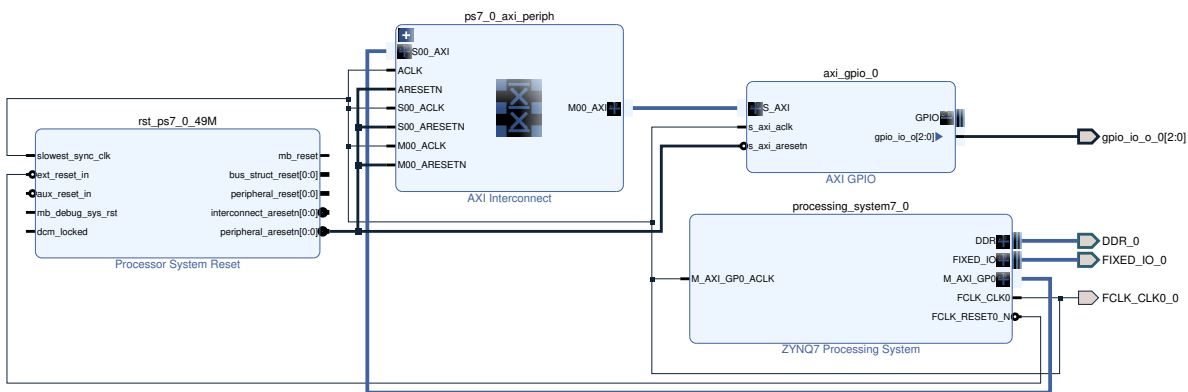 ps7_0_axi_periph
S00_AXI
ACLK
ARESETN
S00_ACLK
S00_ARESETN
M00_ACLK
M00_ARESETN
M00_AXI
AXI Interconnect
axi_gpio_0
S_AXI
s_axi_aclk
s_axi_aresetn
GPIO
gpio_io_o[2:0]
AXI GPIO
gpio_io_o_0[2:0]
rst_ps7_0_49M
slowest_sync_clk
ext_reset_in
aux_reset_in
mb_debug_sys_rst
dcm_locked
mb_reset
bus_struct_reset[0:0]
peripheral_reset[0:0]
interconnect_aresetn[0:0]
peripheral_aresetn[0:0]
Processor System Reset
processing_system7_0
M_AXI_GP0_ACLK
DDR
FIXED_IO
M_AXI_GP0
FCLK_CLK0
FCLK_RESET0_N
ZYNQ7 Processing System
DDR_0
FIXED_IO_0
FCLK_CLK0_0